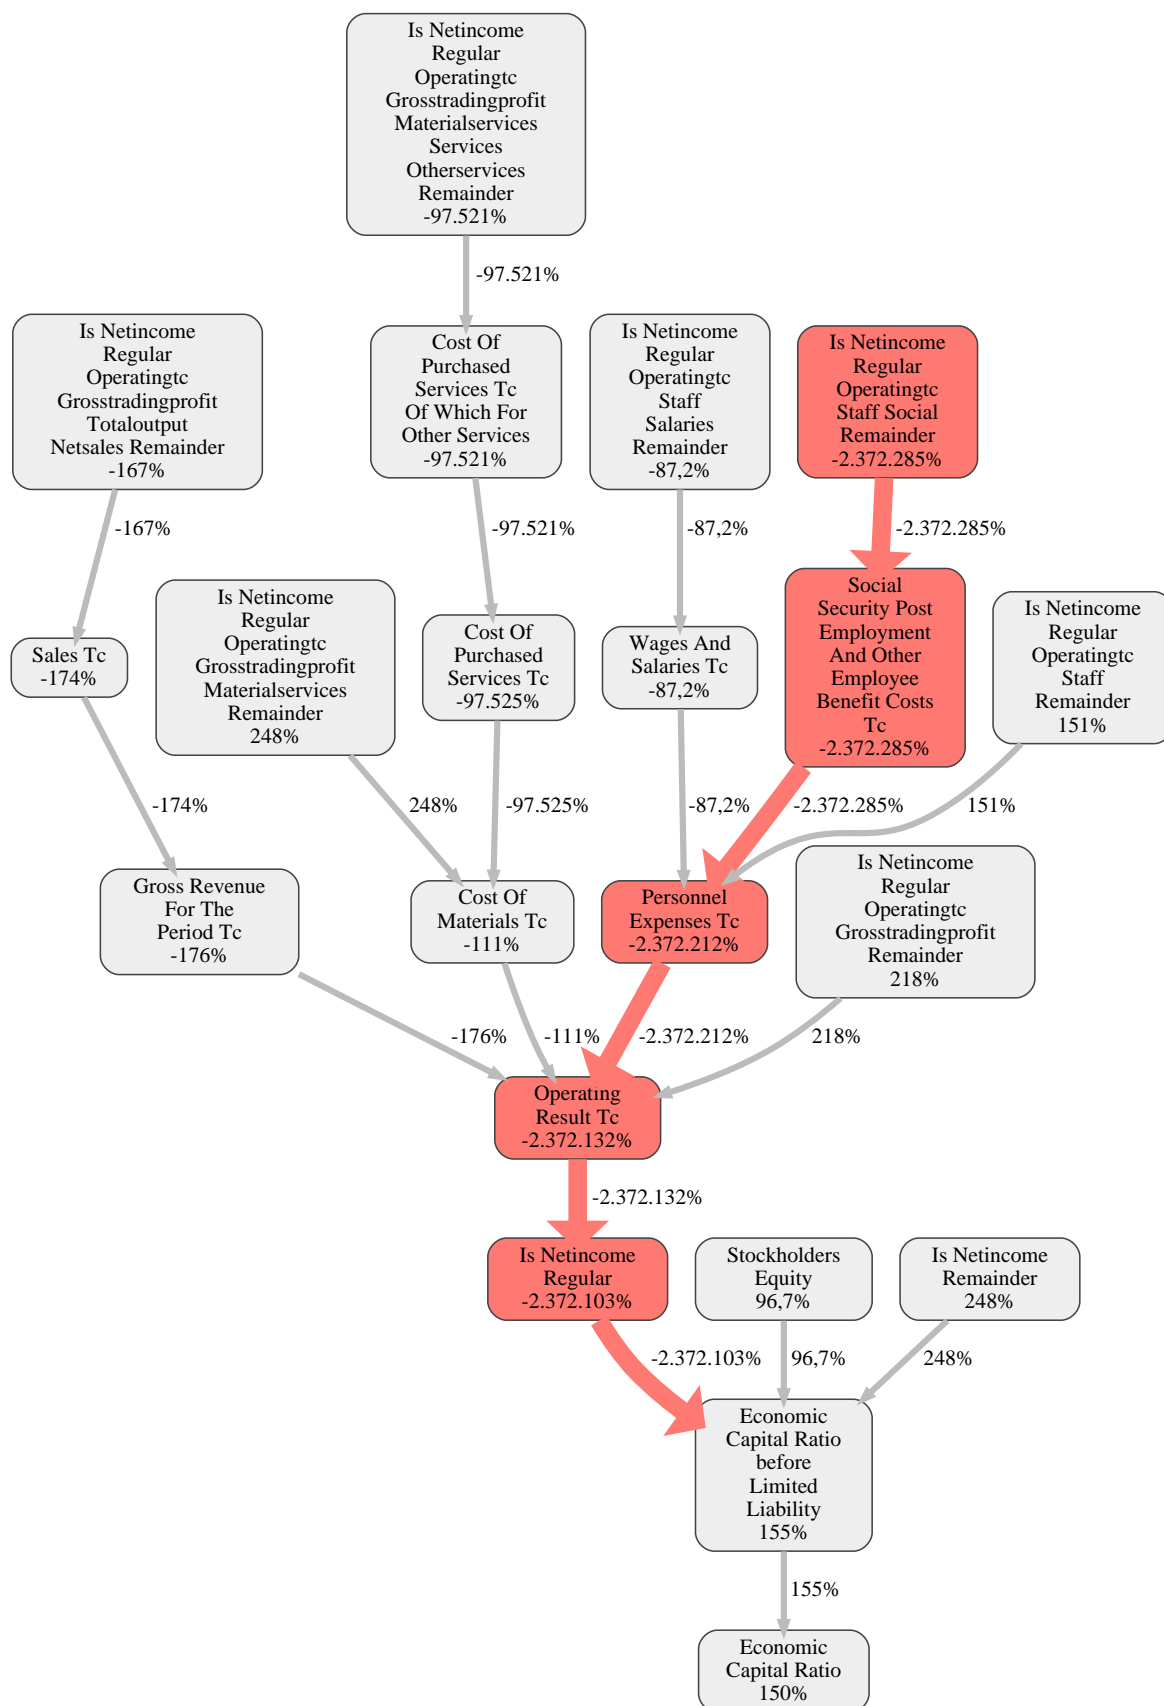 Is Netincome
Regular
Operatingtc
Grosstradingprofit
Materialservices
Services
Otherservices
Remainder
-97.521%
-97.521%
Is Netincome
Regular
Operatingtc
Grosstradingprofit
Totaloutput
Netsales Remainder
-167%
Cost Of
Purchased
Services Tc
Of Which For
Other Services
-97.521%
Is Netincome
Regular
Operatingtc
Staff
Salaries
Remainder
-87,2%
Is Netincome
Regular
Operatingtc
Staff Social
Remainder
-2.372.285%
-167%
-97.521%
-87,2%
-2.372.285%
Sales Tc
-174%
Is Netincome
Regular
Operatingtc
Grosstradingprofit
Materialservices
Remainder
248%
Cost Of
Purchased
Services Tc
-97.525%
Wages And
Salaries Tc
-87,2%
Social
Security Post
Employment
And Other
Employee
Benefit Costs
Tc
-2.372.285%
Is Netincome
Regular
Operatingtc
Staff
Remainder
151%
-174%
248%
-97.525%
-87,2%
-2.372.285%
151%
Gross Revenue
For The
Period Tc
-176%
Cost Of
Materials Tc
-111%
Personnel
Expenses Tc
-2.372.212%
Is Netincome
Regular
Operatingtc
Grosstradingprofit
Remainder
218%
-176%
-111%
-2.372.212%
218%
Operating
Result Tc
-2.372.132%
-2.372.132%
Is Netincome
Regular
-2.372.103%
Stockholders
Equity
96,7%
Is Netincome
Remainder
248%
-2.372.103%
96,7%
248%
Economic
Capital Ratio
before
Limited
Liability
155%
155%
Economic
Capital Ratio
150%